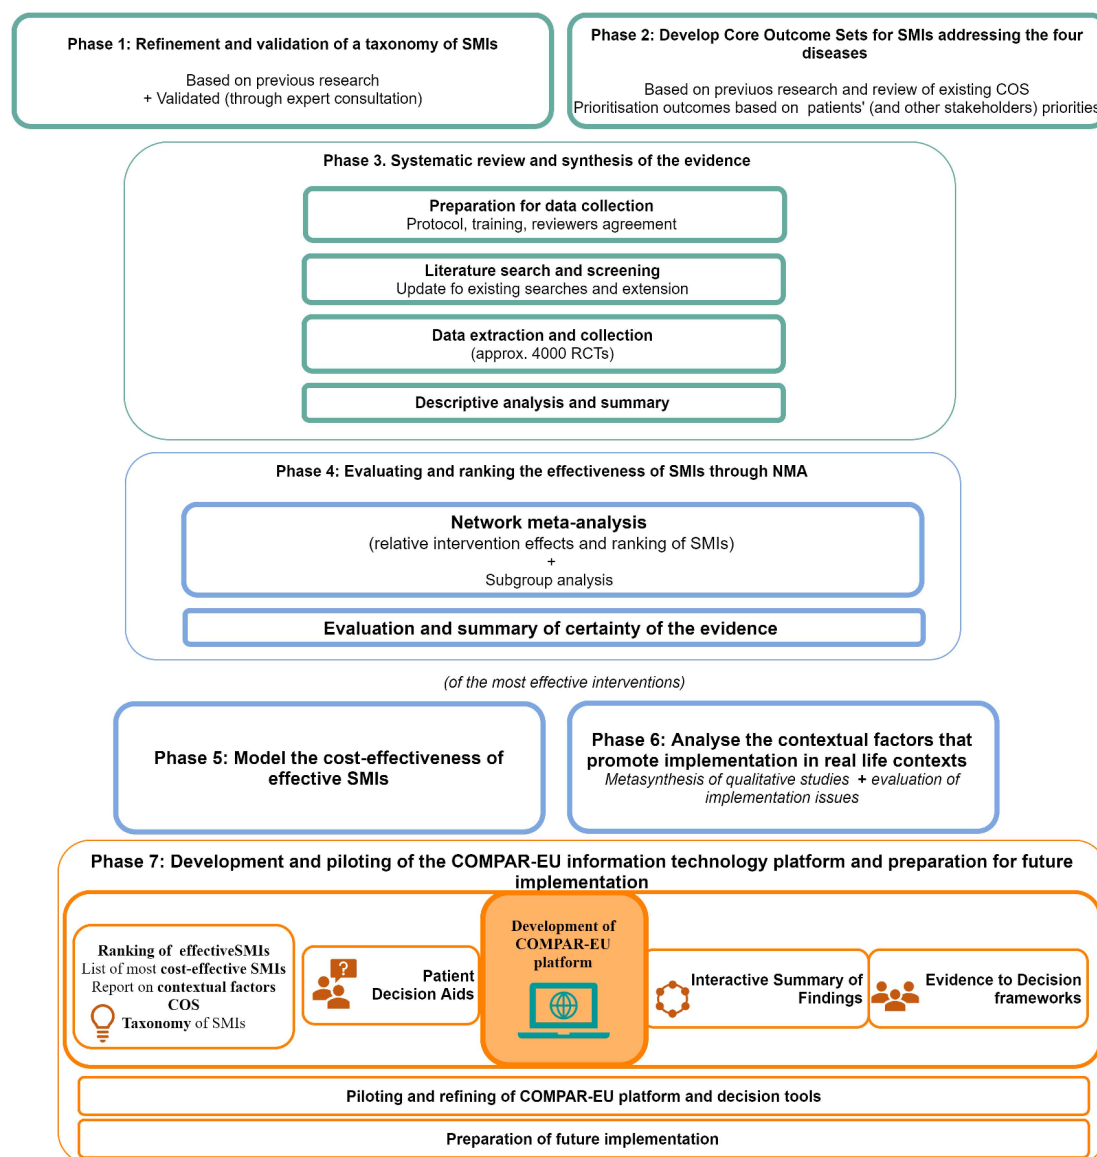 Phase 1: Refinement and validation of a taxonomy of SMIs
Based on previous research
+ Validated (through expert consultation)
Phase 2: Develop Core Outcome Sets for SMIs addressing the four
diseases
Based on previuos research and review of existing COS
Prioritisation outcomes based on patients' (and other stakeholders) priorities
Phase 3. Systematic review and synthesis of the evidence
Preparation for data collection
Protocol, training, reviewers agreement
Literature search and screening
Update fo existing searches and extension
Data extraction and collection
(approx. 4000 RCTs)
Descriptive analysis and summary
Phase 4: Evaluating and ranking the effectiveness of SMIs through NMA
Network meta-analysis
(relative intervention effects and ranking of SMIs)
+
Subgroup analysis
Evaluation and summary of certainty of the evidence
(of the most effective interventions)
Phase 5: Model the cost-effectiveness of
effective SMIs
Phase 6: Analyse the contextual factors that
promote implementation in real life contexts
Metasynthesis of qualitative studies + evaluation of
implementation issues
Phase 7: Development and piloting of the COMPAR-EU information technology platform and preparation for future
implementation
Ranking of effectiveSMIs
List of most cost-effective SMIs
Report on contextual factors
COS
Taxonomy of SMIs
?
Patient
Decision Aids
Development of
COMPAR-EU
platform
Interactive Summary of
Findings
Evidence to Decision
frameworks
Piloting and refining of COMPAR-EU platform and decision tools
Preparation of future implementation